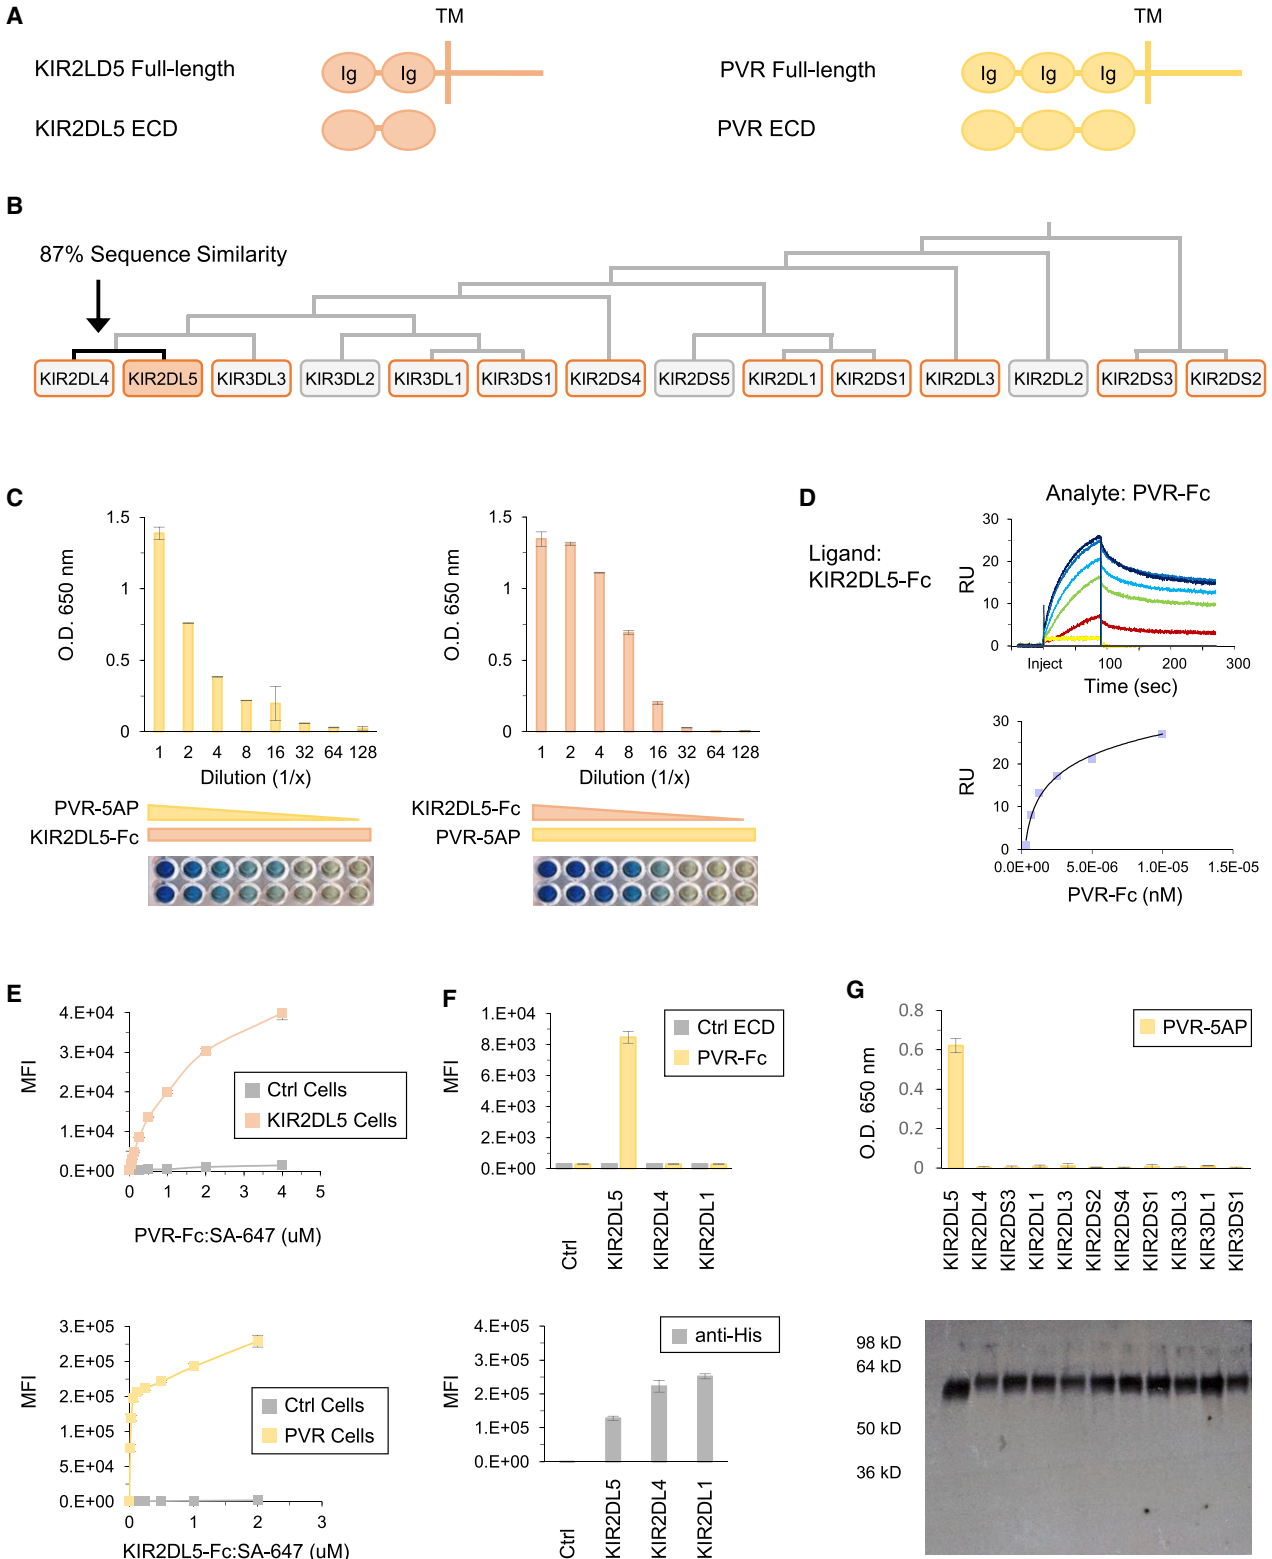 A
TM
TM
KIR2LD5 Full-length
Ig
Ig
PVR Full-length
Ig
Ig
Ig
KIR2DL5 ECD
PVR ECD
B
87% Sequence Similarity
KIR2DL4
KIR2DL5
KIR3DL3
KIR3DL2
KIR3DL1
KIR3DS1
KIR2DS4
KIR2DS5
KIR2DL1
KIR2DS1
KIR2DL3
KIR2DL2
KIR2DS3
KIR2DS2
C
O.D. 650 nm
1.5
1
0.5
0
1 2 4 8 16 32 64 128
Dilution (1/x)
PVR-5AP
KIR2DL5-Fc
O.D. 650 nm
1.5
1
0.5
0
1 2 4 8 16 32 64 128
Dilution (1/x)
KIR2DL5-Fc
PVR-5AP
D
Analyte: PVR-Fc
Ligand:
KIR2DL5-Fc
RU
30
20
10
0
Inject 100 200 300
Time (sec)
RU
30
20
10
0
0.E+00 5.E-06 1.E-05 1.5E-05
PVR-Fc (nM)
E
MFI
4.E+04
3.E+04
2.E+04
1.E+04
0.E+00
0 1 2 3 4 5
Ctrl Cells
KIR2DL5 Cells
PVR-Fc:SA-647 (uM)
MFI
3.E+05
2.E+05
2.E+05
1.E+05
5.E+04
0.E+00
0 1 2 3
Ctrl Cells
PVR Cells
KIR2DL5-Fc:SA-647 (uM)
F
MFI
1.E+04
8.E+03
6.E+03
4.E+03
2.E+03
0.E+00
Ctrl ECD
PVR-Fc
Ctrl
KIR2DL5
KIR2DL4
KIR2DL1
MFI
4.E+05
3.E+05
2.E+05
1.E+05
0.E+00
anti-His
Ctrl
KIR2DL5
KIR2DL4
KIR2DL1
G
O.D. 650 nm
0.8
0.6
0.4
0.2
0
PVR-5AP
KIR2DL5
KIR2DL4
KIR2DS3
KIR2DL1
KIR2DL3
KIR2DS2
KIR2DS4
KIR2DS1
KIR3DL3
KIR3DL1
KIR3DS1
98 kD
64 kD
50 kD
36 kD